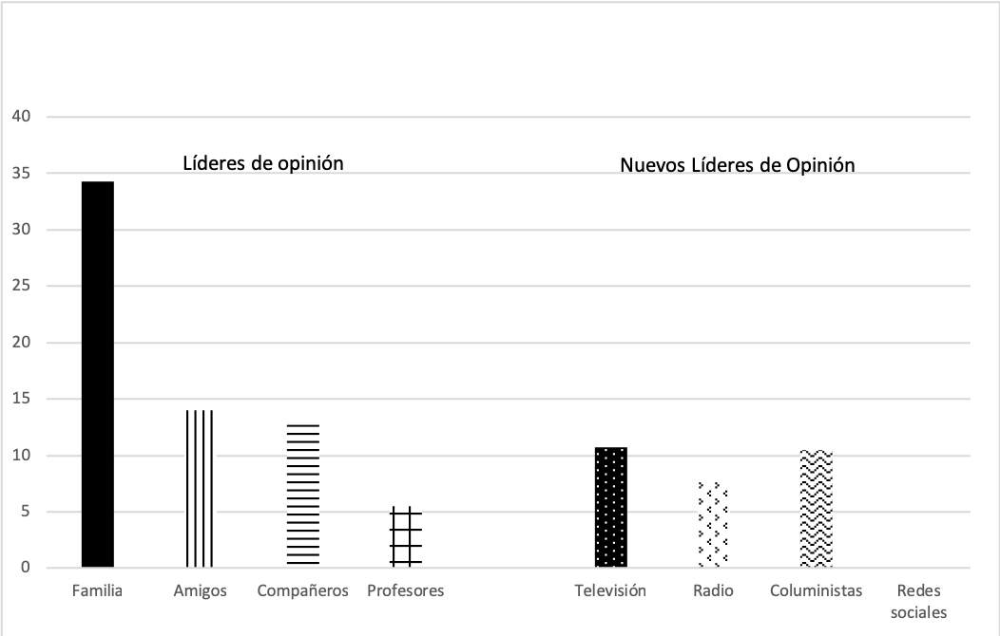 40
Líderes de opinión
Nuevos Líderes de Opinión
35
30
25
20
15
10
5
0
Familia
Amigos
Compañeros
Profesores
Televisión
Radio
Coluministas
Redes
sociales